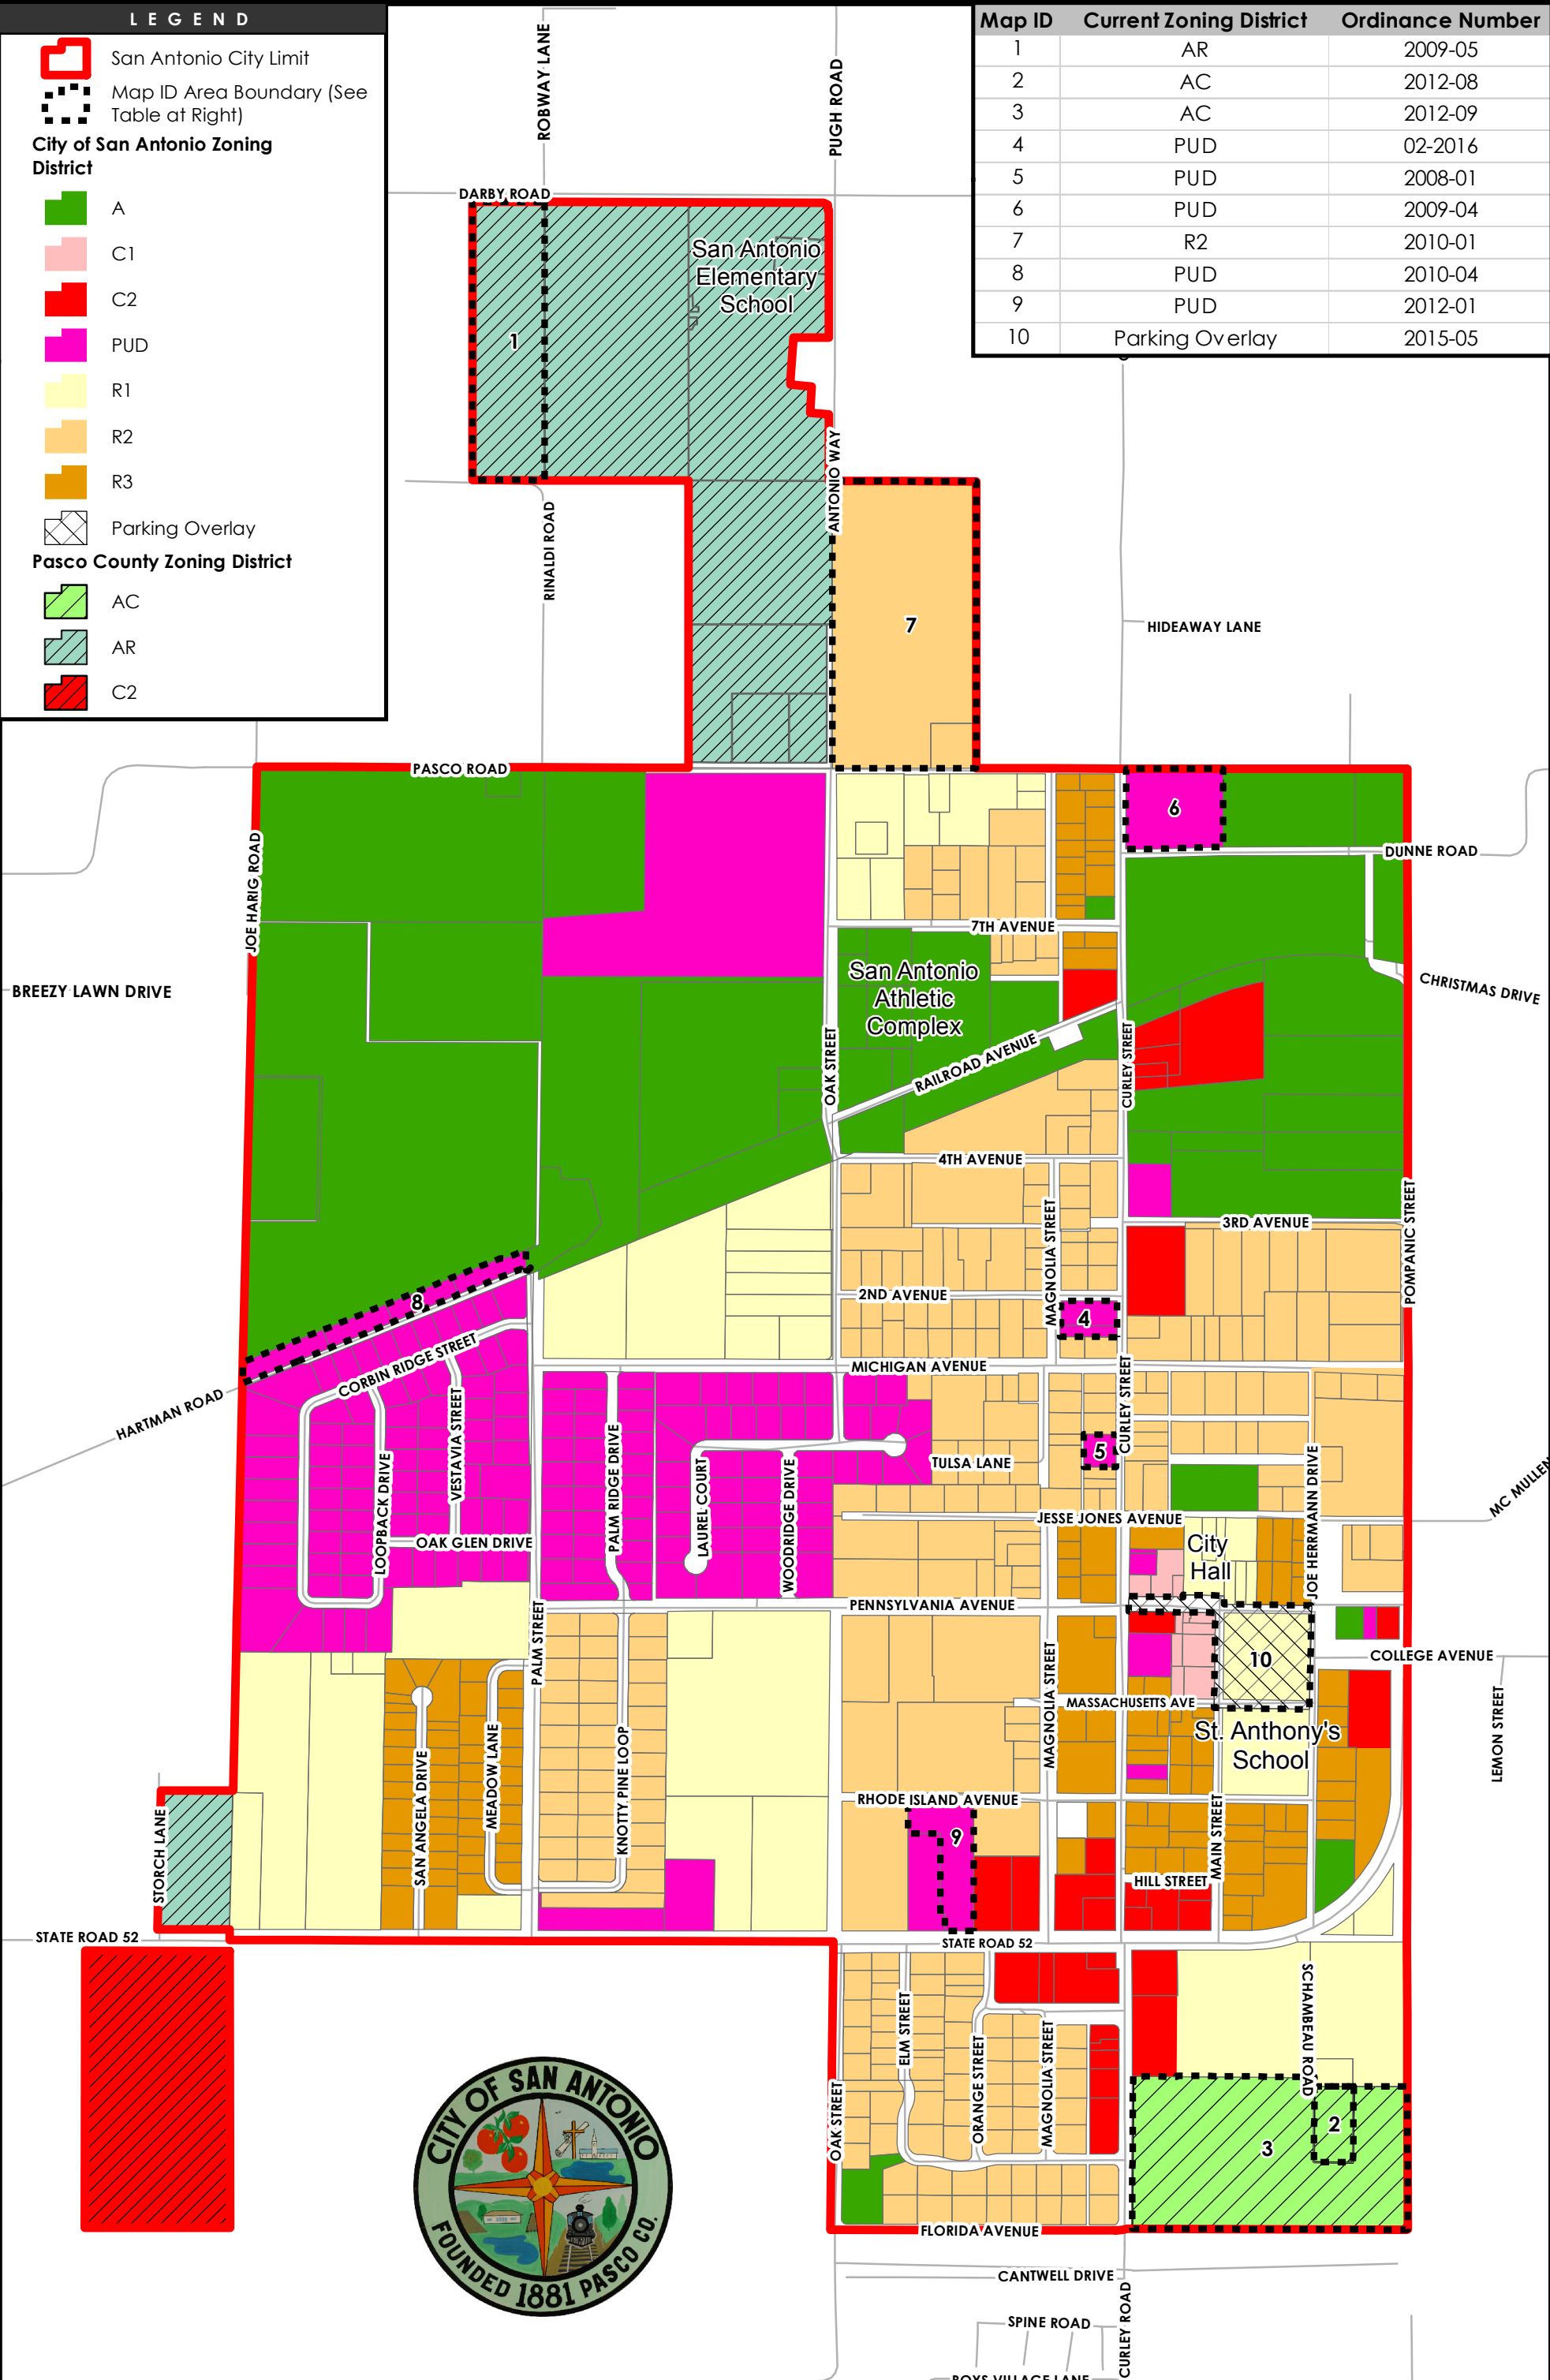 LEGEND
San Antonio City Limit
Map ID Area Boundary (See
Table at Right)
City of San Antonio Zoning
District
A
C1
C2
PUD
R1
R2
R3
Parking Overlay
Pasco County Zoning District
AC
AR
C2
Map ID Current Zoning District Ordinance Number
1 AR 2009-05
2 AC 2012-08
3 AC 2012-09
4 PUD 02-2016
5 PUD 2008-01
6 PUD 2009-04
7 R2 2010-01
8 PUD 2010-04
9 PUD 2012-01
10 Parking Overlay 2015-05
ROBWAY LANE
PUGH ROAD
DARBY ROAD
San Antonio
Elementary
School
1
ANTONIO WAY
RINALDI ROAD
7
HIDEAWAY LANE
PASCO ROAD
6
DUNNE ROAD
JOE HARIG ROAD
7TH AVENUE
San Antonio
Athletic
Complex
BREEZY LAWN DRIVE
CHRISTMAS DRIVE
OAK STREET
RAILROAD AVENUE
CURLEY STREET
4TH AVENUE
MAGNOLIA STREET
3RD AVENUE
POMPANIC STREET
2ND AVENUE
8
4
CORBIN RIDGE STREET
MICHIGAN AVENUE
HARTMAN ROAD
VESTAVIA STREET
CURLEY STREET
5
LOOPBACK DRIVE
PALM RIDGE DRIVE
LAUREL COURT
WOODRIDGE DRIVE
TULSA LANE
JOE HERMANN DRIVE
MC MULLEN
OAK GLEN DRIVE
JESSE JONES AVENUE
City
Hall
PENNSYLVANIA AVENUE
PALM STREET
10
COLLEGE AVENUE
MAGNOLIA STREET
MASSACHUSETTS AVE
LEMON STREET
St. Anthony's
School
SAN ANGELA DRIVE
MEADOW LANE
KNOTTY PINE LOOP
RHODE ISLAND AVENUE
STORCH LANE
9
MAIN STREET
HILL STREET
STATE ROAD 52
STATE ROAD 52
SCHAMBEAU ROAD
ELM STREET
ORANGE STREET
MAGNOLIA STREET
OAK STREET
2
3
FLORIDA AVENUE
CITY OF SAN ANTONIO
FOUNDED 1881 PASCO CO.
CANTWELL DRIVE
CURLEY ROAD
SPINE ROAD
BOYS VILLAGE LANE